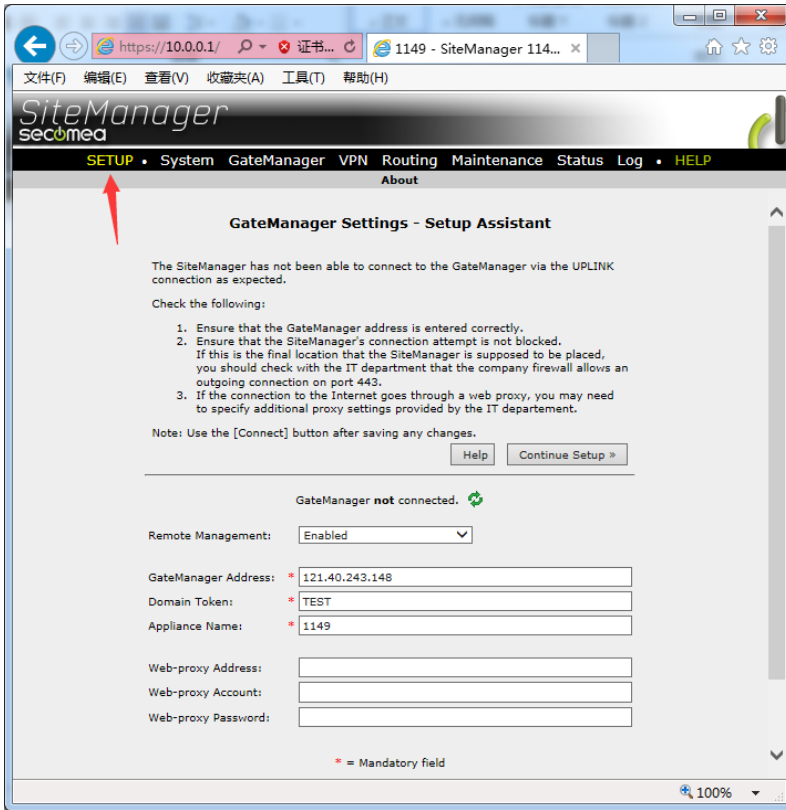 https://10.0.0.1/
证书...
1149 - SiteManager 114...
文件(F) 编辑(E) 查看(V) 收藏夹(A) 工具(T) 帮助(H)
SiteManager
secomea
SETUP • System GateManager VPN Routing Maintenance Status Log • HELP
About
GateManager Settings - Setup Assistant
The SiteManager has not been able to connect to the GateManager via the UPLINK
connection as expected.
Check the following:
1. Ensure that the GateManager address is entered correctly.
2. Ensure that the SiteManager's connection attempt is not blocked.
If this is the final location that the SiteManager is supposed to be placed,
you should check with the IT department that the company firewall allows an
outgoing connection on port 443.
3. If the connection to the Internet goes through a web proxy, you may need
to specify additional proxy settings provided by the IT departement.
Note: Use the [Connect] button after saving any changes.
Help
Continue Setup »
GateManager not connected.
Remote Management: Enabled
GateManager Address: * 121.40.243.148
Domain Token: * TEST
Appliance Name: * 1149
Web-proxy Address:
Web-proxy Account:
Web-proxy Password:
* = Mandatory field
100%